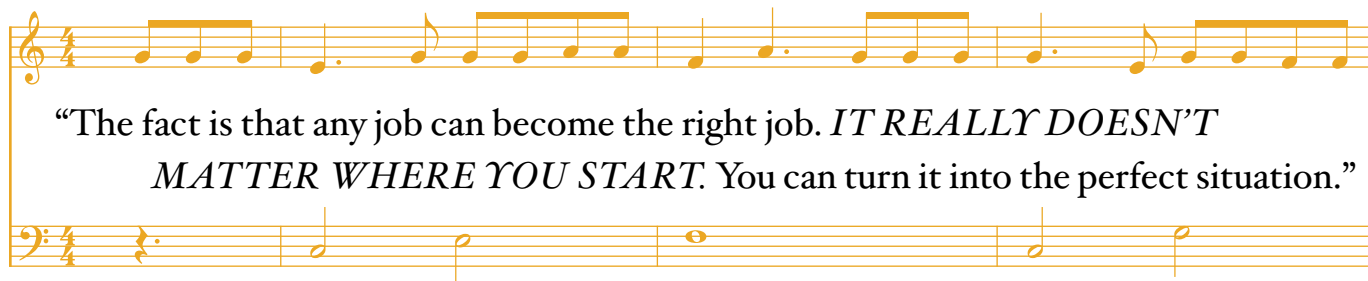 “The fact is that any job can become the right job. IT REALLY DOESN’T
MATTER WHERE YOU START. You can turn it into the perfect situation.”